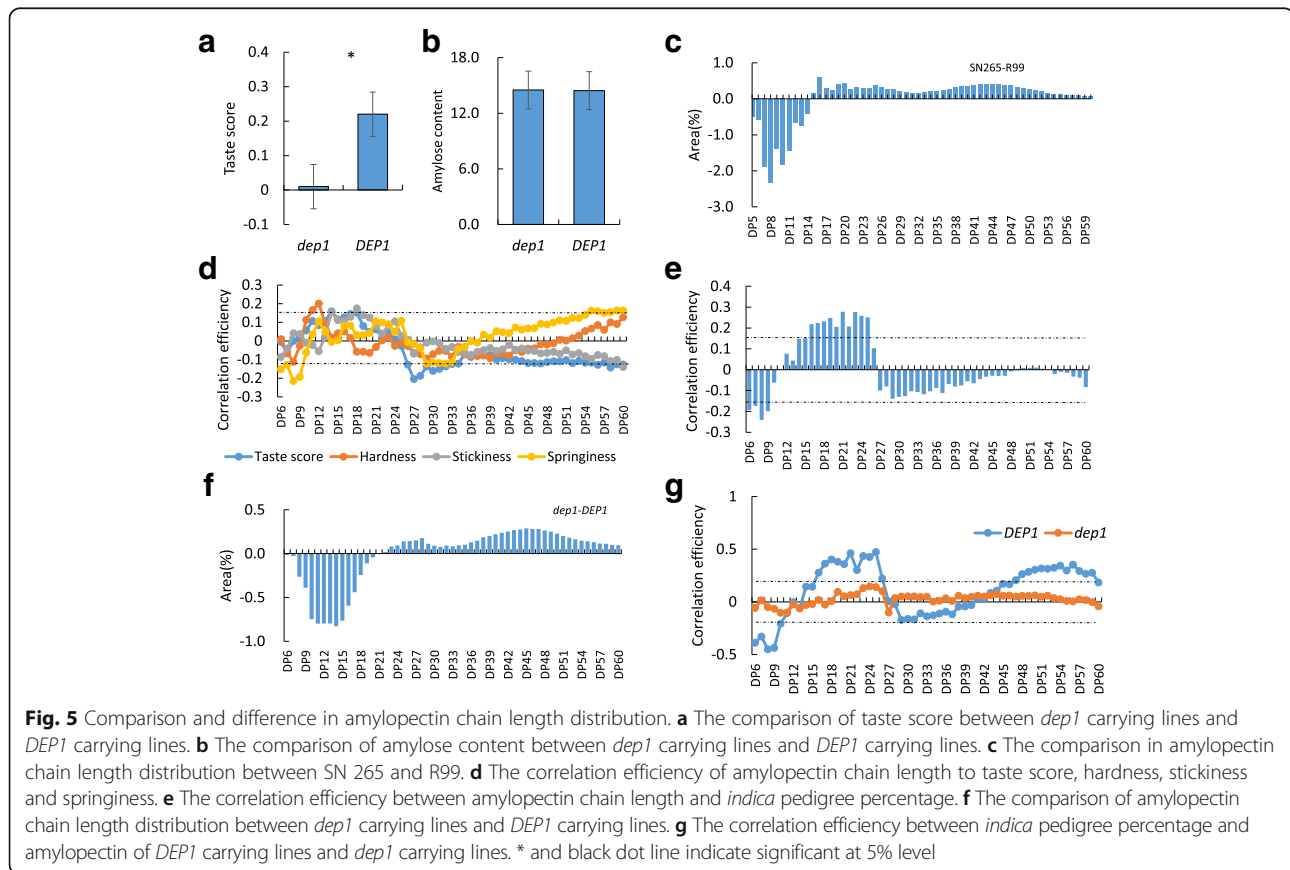 a
0.4
0.3
0.2
0.1
0
-0.1
Taste score
*
dep1
DEP1
b
18.0
12.0
6.0
0.0
Amylose content
dep1
DEP1
c
1.0
0.0
-1.0
-2.0
-3.0
Area(%)
SN265-R99
DP5 DP8 DP11 DP14 DP17 DP20 DP23 DP26 DP29 DP32 DP35 DP38 DP41 DP44 DP47 DP50 DP53 DP56 DP59
d
0.3
0.2
0.1
0
-0.1
-0.2
-0.3
Correlation efficiency
DP6 DP9 DP12 DP15 DP18 DP21 DP24 DP27 DP30 DP33 DP36 DP39 DP42 DP45 DP48 DP51 DP54 DP57 DP60
Taste score Hardness Stickiness Springiness
e
0.4
0.3
0.2
0.1
0
-0.1
-0.2
-0.3
Correlation efficiency
DP6 DP9 DP12 DP15 DP18 DP21 DP24 DP27 DP30 DP33 DP36 DP39 DP42 DP45 DP48 DP51 DP54 DP57 DP60
f
0.5
0.0
-0.5
-1.0
Area(%)
dep1-DEP1
DP6 DP9 DP12 DP15 DP18 DP21 DP24 DP27 DP30 DP33 DP36 DP39 DP42 DP45 DP48 DP51 DP54 DP57 DP60
g
1
0.5
0
-0.5
Correlation efficiency
DEP1 dep1
DP6 DP9 DP12 DP15 DP18 DP21 DP24 DP27 DP30 DP33 DP36 DP39 DP42 DP45 DP48 DP51 DP54 DP57 DP60
Fig. 5 Comparison and difference in amylopectin chain length distribution. a The comparison of taste score between dep1 carrying lines and
DEP1 carrying lines. b The comparison of amylose content between dep1 carrying lines and DEP1 carrying lines. c The comparison in amylopectin
chain length distribution between SN 265 and R99. d The correlation efficiency of amylopectin chain length to taste score, hardness, stickiness
and springiness. e The correlation efficiency between amylopectin chain length and indica pedigree percentage. f The comparison of amylopectin
chain length distribution between dep1 carrying lines and DEP1 carrying lines. g The correlation efficiency between indica pedigree percentage and
amylopectin of DEP1 carrying lines and dep1 carrying lines. * and black dot line indicate significant at 5% level